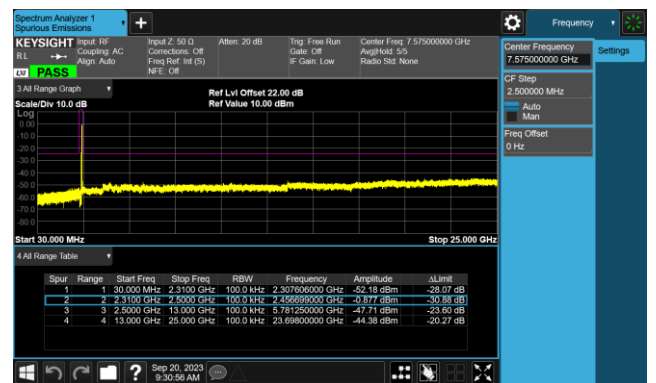 Spectrum Analyzer 1
Spurious Emissions
Frequency
KEYSIGHT Input: RF Input Z: 50 Ω Atten: 20 dB Trig: Free Run Center Freq: 7.575000000 GHz
RL Coupling: AC Corrections: Off Gate: Off Avg|Hold: 5/5
Align: Auto Freq Ref: Int (S) IF Gain: Low Radio Std: None
LXI PASS NFE: Off
Center Frequency
7.575000000 GHz
Settings
CF Step
2.500000 MHz
Auto
Man
Freq Offset
0 Hz
3 All Range Graph
Ref Lvl Offset 22.00 dB
Scale/Div 10.0 dB Ref Value 10.00 dBm
Log
0.00
-10.0
-20.0
-30.0
-40.0
-50.0
-60.0
-70.0
-80.0
Start 30.000 MHz Stop 25.000 GHz
4 All Range Table
Spur Range Start Freq Stop Freq RBW Frequency Amplitude ΔLimit
1 1 30.000 MHz 2.3100 GHz 100.0 kHz 2.307606000 GHz -52.18 dBm -28.07 dB
2 2 2.3100 GHz 2.5000 GHz 100.0 kHz 2.456699000 GHz -0.877 dBm -30.88 dB
3 3 2.5000 GHz 13.000 GHz 100.0 kHz 5.781250000 GHz -47.71 dBm -23.60 dB
4 4 13.000 GHz 25.000 GHz 100.0 kHz 23.69800000 GHz -44.38 dBm -20.27 dB
? Sep 20, 2023
9:30:56 AM